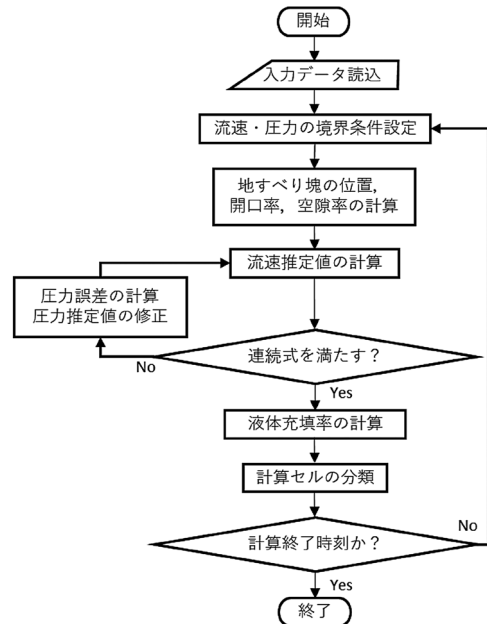 開始
入力データ読込
流速・圧力の境界条件設定
地すべり塊の位置，
開口率，空隙率の計算
流速推定値の計算
圧力誤差の計算
圧力推定値の修正
連続式を満たす？
No
Yes
液体充填率の計算
計算セルの分類
計算終了時刻か？
No
Yes
終了